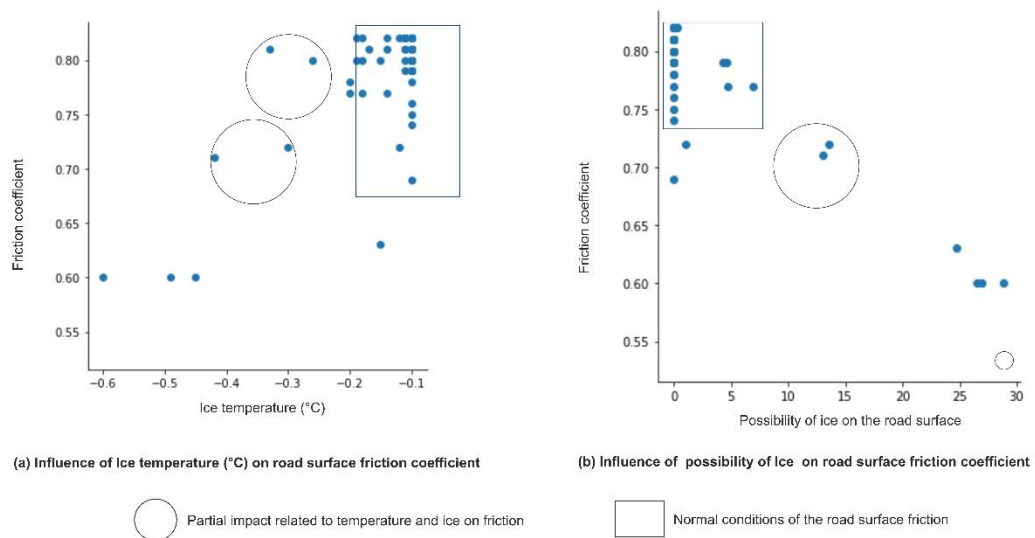 0.80
0.75
0.70
0.65
0.60
0.55
Friction coefficient
−0.6 −0.5 −0.4 −0.3 −0.2 −0.1
Ice temperature (°C)
(a) Influence of Ice temperature (°C) on road surface friction coefficient
0.80
0.75
0.70
0.65
0.60
0.55
Friction coefficient
0 5 10 15 20 25 30
Possibility of ice on the road surface
(b) Influence of possibility of Ice on road surface friction coefficient
Partial impact related to temperature and ice on friction
Normal conditions of the road surface friction